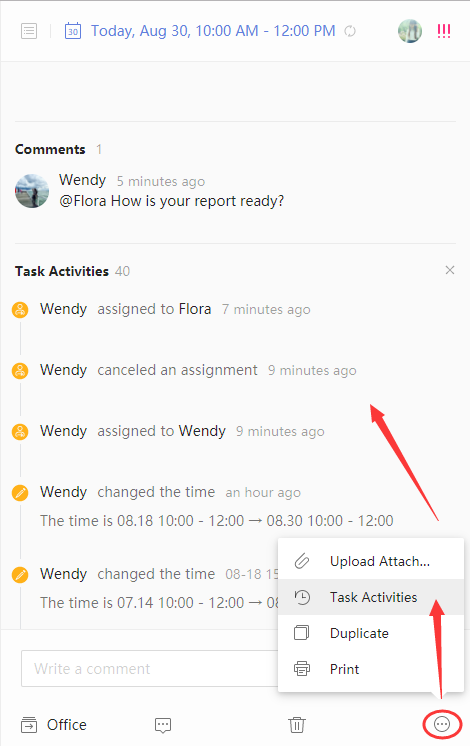 30 Today, Aug 30, 10:00 AM - 12:00 PM !!!
Comments 1
Wendy 5 minutes ago
@Flora How is your report ready?
Task Activities 40
Wendy assigned to Flora 7 minutes ago
Wendy canceled an assignment 9 minutes ago
Wendy assigned to Wendy 9 minutes ago
Wendy changed the time an hour ago
The time is 08.18 10:00 - 12:00 → 08.30 10:00 - 12:00
Wendy changed the time 08-18 15
The time is 07.14 10:00 - 12:00 →
Upload Attach...
Task Activities
Duplicate
Print
Write a comment
Office